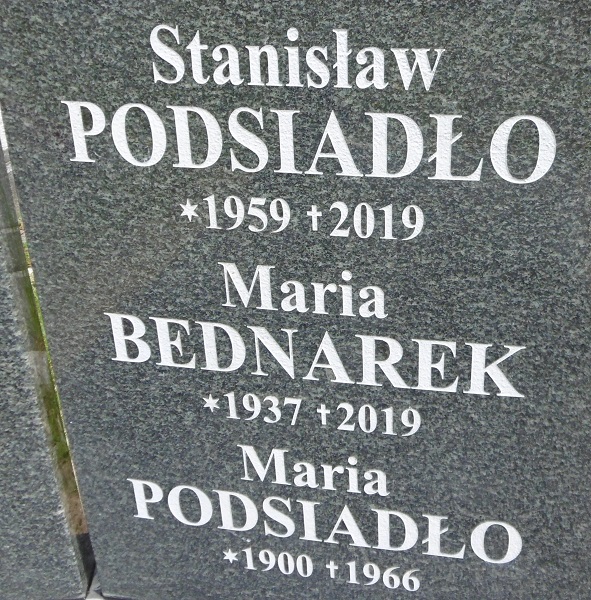 Stanisław
PODSIADŁO
*1959 †2019
Maria
BEDNAREK
*1937 †2019
Maria
PODSIADŁO
*1900 †1966